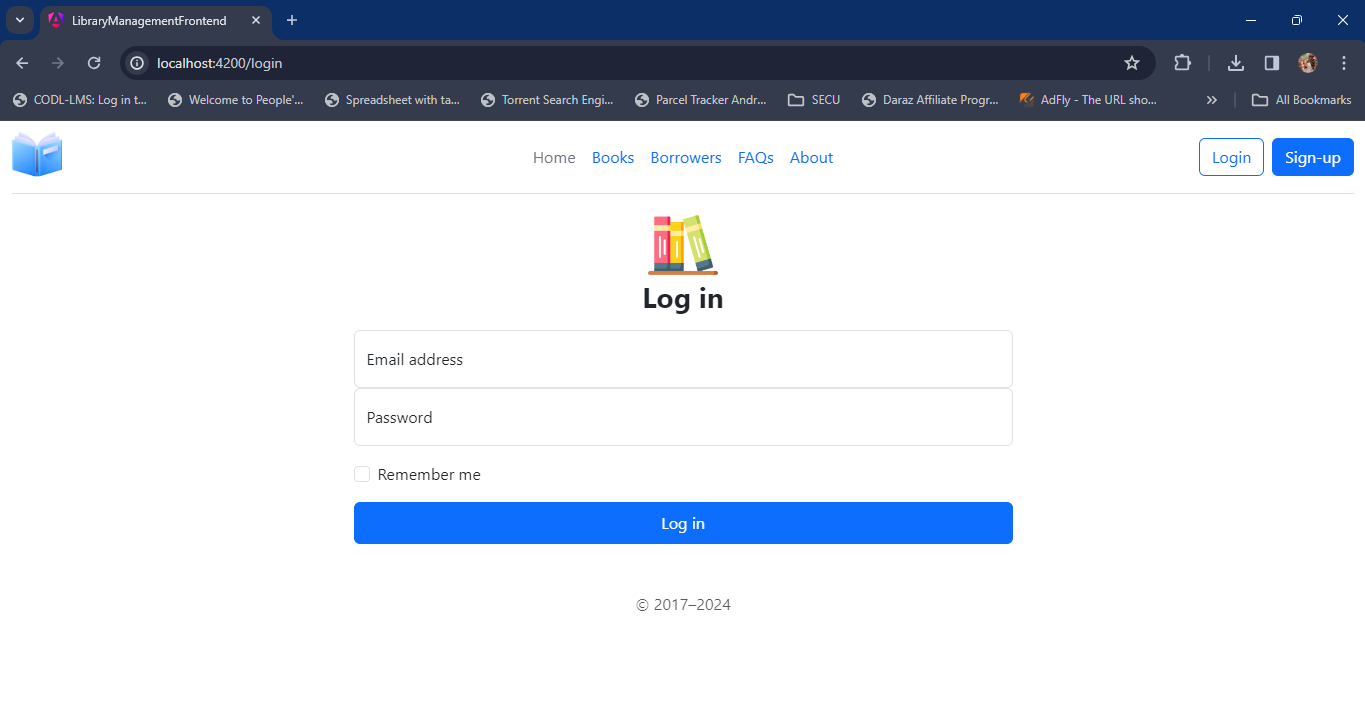 LibraryManagementFrontend
localhost:4200/login
CODL-LMS: Log in t... Welcome to People'... Spreadsheet with ta... Torrent Search Engi... Parcel Tracker Andr... SECU Daraz Affiliate Progr... AdFly - The URL sho... All Bookmarks
Home Books Borrowers FAQs About Login Sign-up
Log in
Email address
Password
Remember me
Log in
© 2017–2024